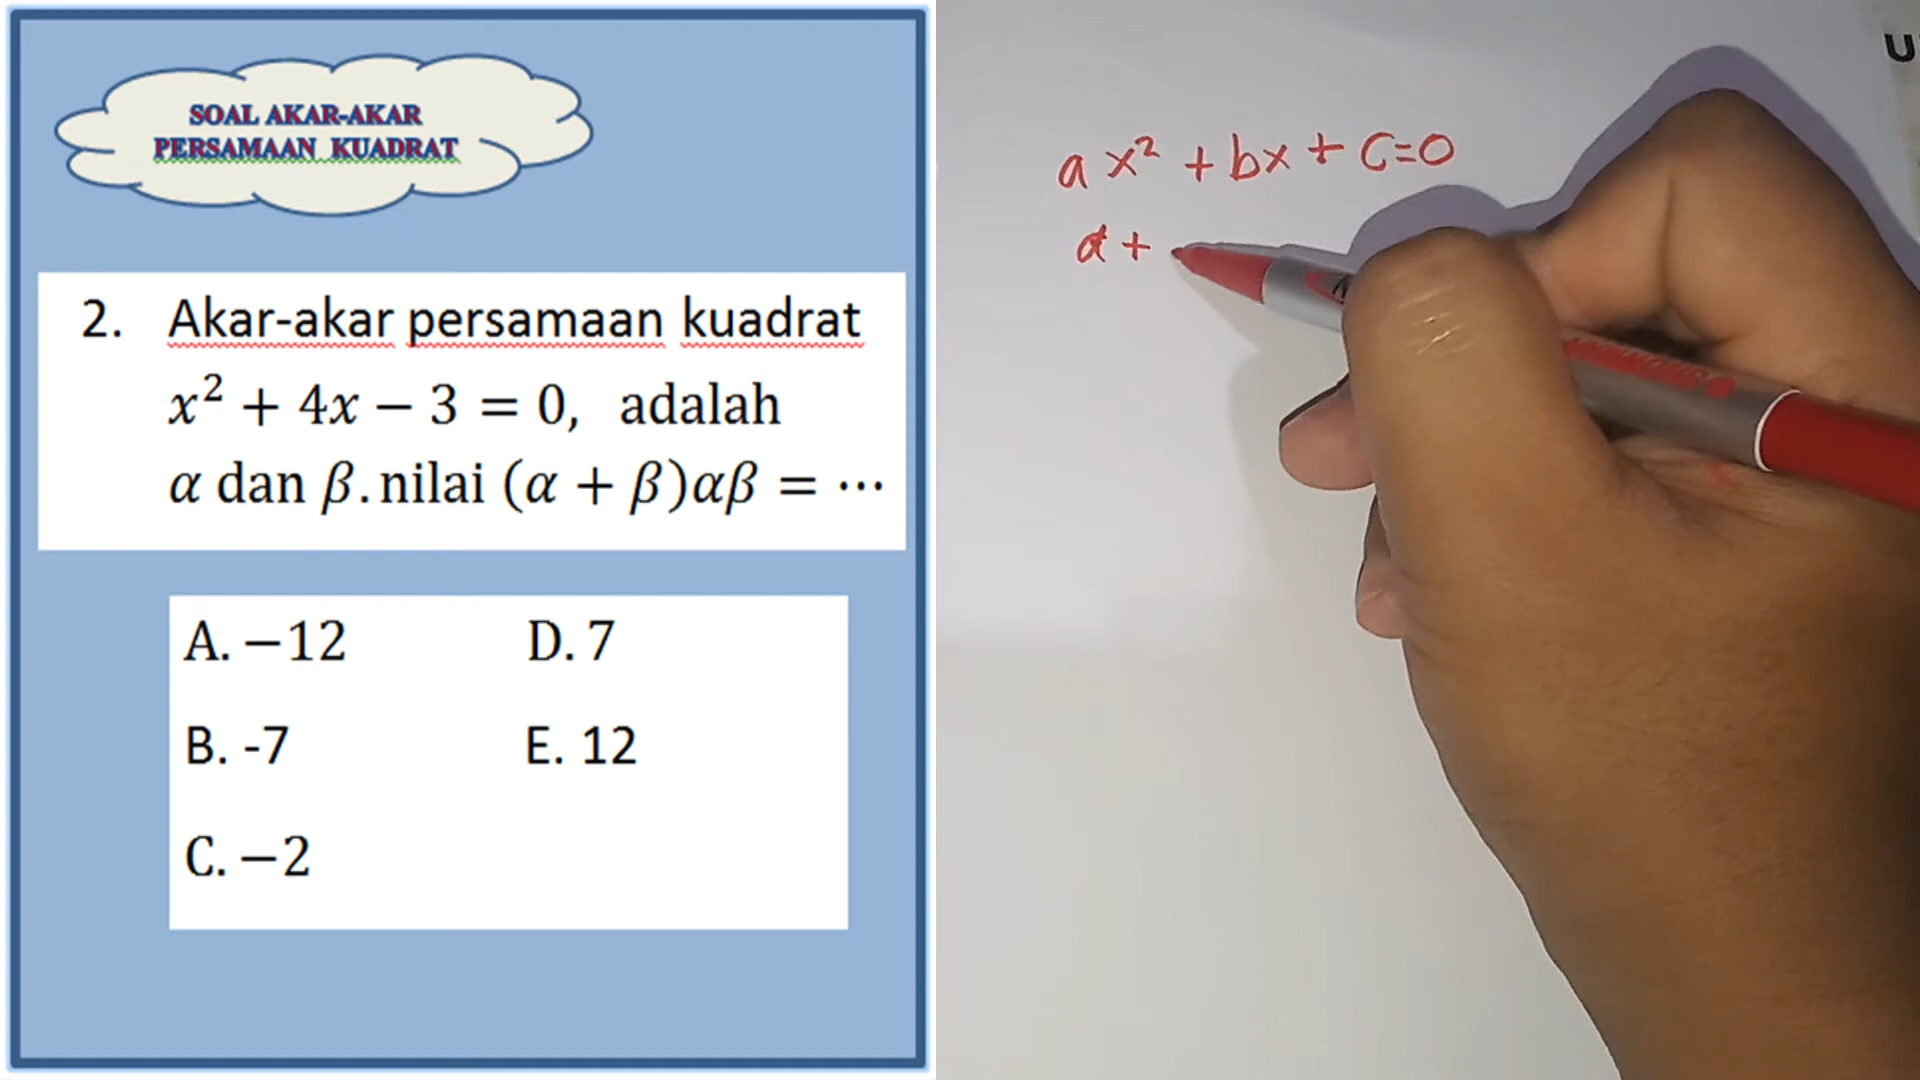 SOAL AKAR-AKAR
PERSAMAAN KUADRAT
2. Akar-akar persamaan kuadrat
x² + 4x − 3 = 0, adalah
α dan β. nilai (α + β)αβ = ⋯
A. −12
D. 7
B. -7
E. 12
C. −2
ax² + bx + c = 0
α +